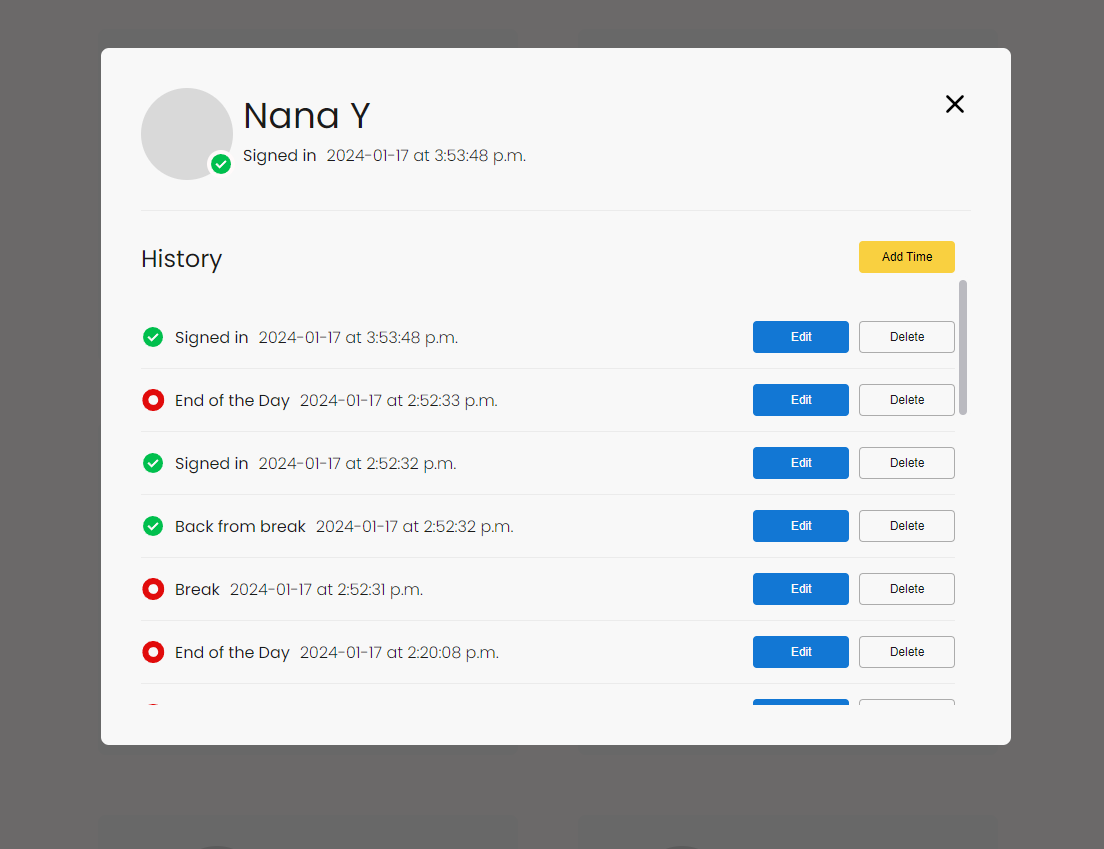 Nana Y
Signed in 2024-01-17 at 3:53:48 p.m.
History
Add Time
Signed in 2024-01-17 at 3:53:48 p.m. Edit Delete
End of the Day 2024-01-17 at 2:52:33 p.m. Edit Delete
Signed in 2024-01-17 at 2:52:32 p.m. Edit Delete
Back from break 2024-01-17 at 2:52:32 p.m. Edit Delete
Break 2024-01-17 at 2:52:31 p.m. Edit Delete
End of the Day 2024-01-17 at 2:20:08 p.m. Edit Delete